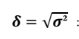 δ = √σ² :